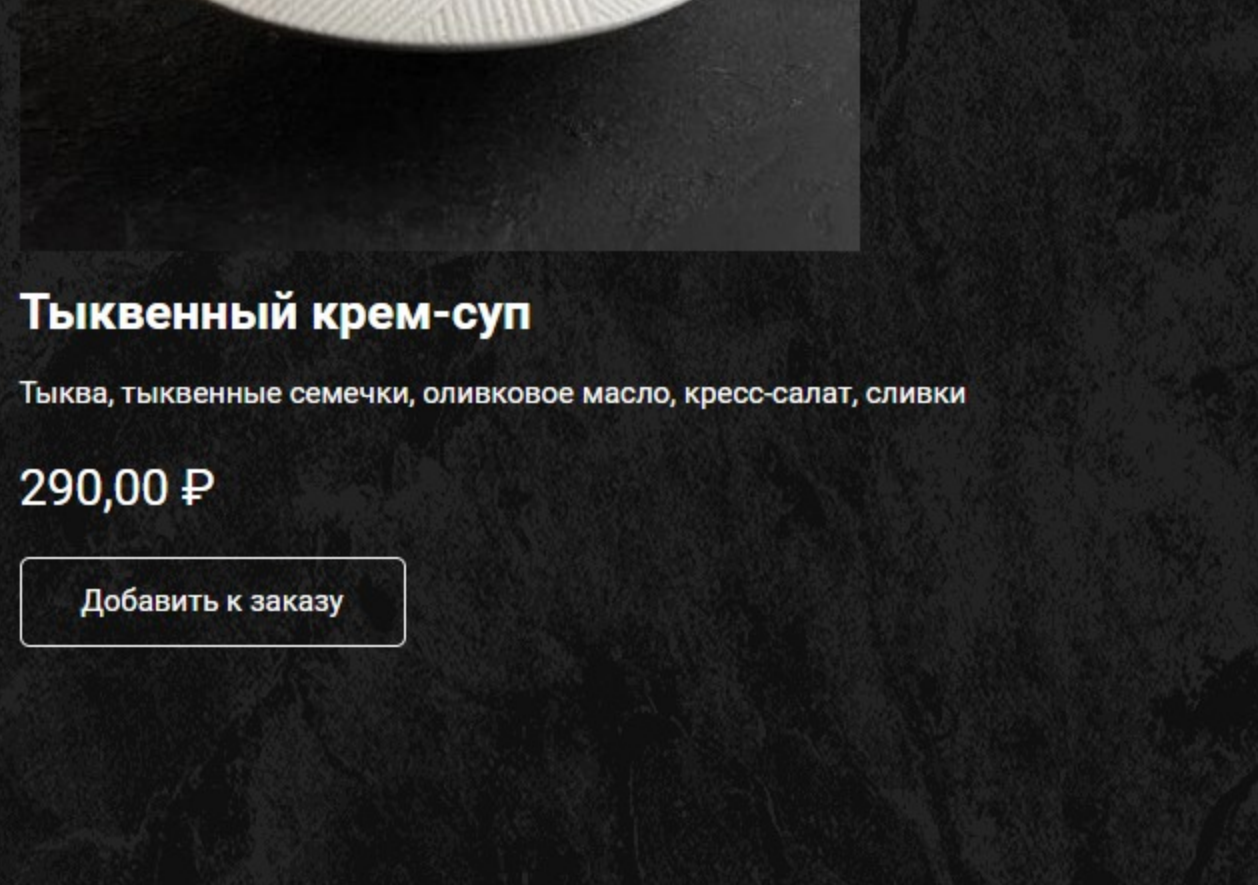 Тыквенный крем-суп
Тыква, тыквенные семечки, оливковое масло, кресс-салат, сливки
290,00 ₽
Добавить к заказу